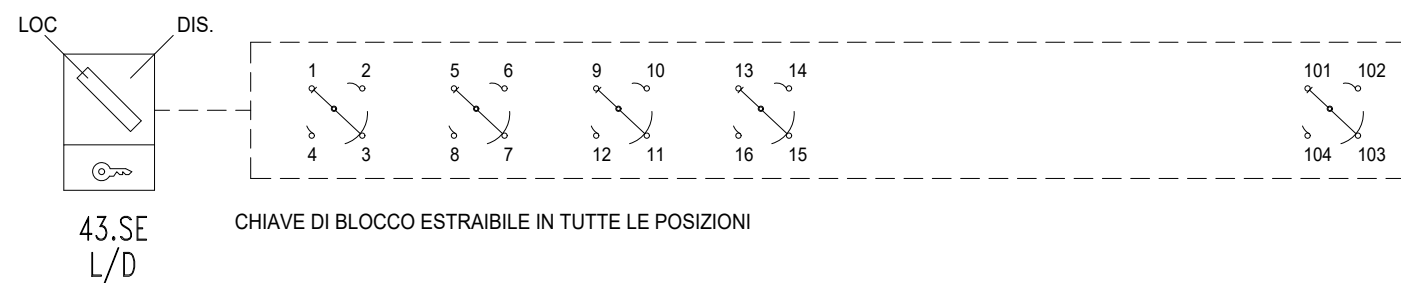 LOC DIS.
1 2 5 6 9 10 13 14 101 102
4 3 8 7 12 11 16 15 104 103
43.SE
L/D
CHIAVE DI BLOCCO ESTRAIBILE IN TUTTE LE POSIZIONI